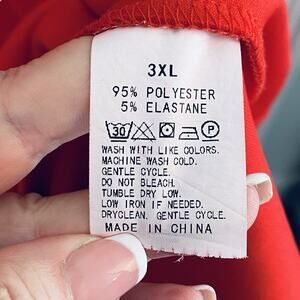 3XL
95% POLYESTER
5% ELASTANE
30 P
WASH WITH LIKE COLORS.
MACHINE WASH COLD.
GENTLE CYCLE.
DO NOT BLEACH.
TUMBLE DRY LOW.
LOW IRON IF NEEDED.
DRYCLEAN. GENTLE CYCLE.
MADE IN CHINA